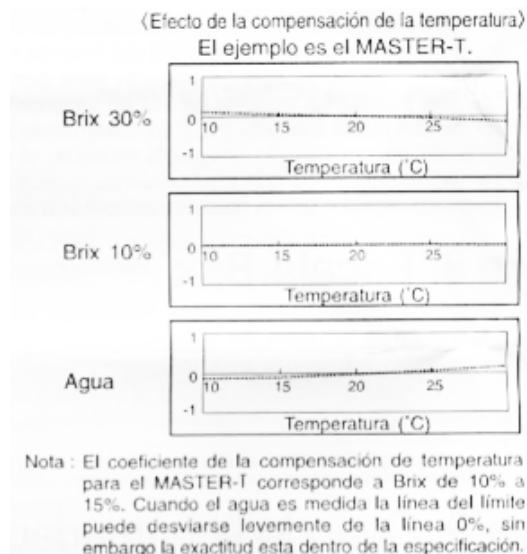 〈Efecto de la compensación de la temperatura〉
El ejemplo es el MASTER-T.
Brix 30%
1
0
-1
10 15 20 25
Temperatura (°C)
Brix 10%
1
0
-1
10 15 20 25
Temperatura (°C)
Agua
1
0
-1
10 15 20 25
Temperatura (°C)
Nota : El coeficiente de la compensación de temperatura
para el MASTER-T corresponde a Brix de 10% a
15%. Cuando el agua es medida la línea del límite
puede desviarse levemente de la línea 0%, sin
embargo la exactitud esta dentro de la especificación.